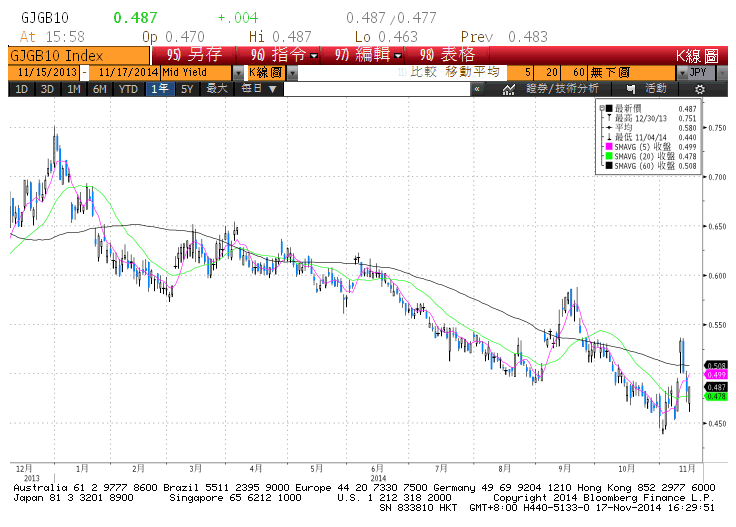 GJGB10 0.487 +.004 0.487 /0.477
At 15:58 Op 0.470 Hi 0.487 Lo 0.463 Prev 0.483
GJGB10 Index 95) 另存 96) 指令 97) 編輯 98) 表格 K線圖
11/15/2013 - 11/17/2014 Mid Yield K線圖 比較 移動平均 5 20 60 無下圖 JPY
1D 3D 1M 6M YTD 1年 5Y 最大 每日 ▼ « 證券/技術分析 活動
最新價 0.487
最高 12/30/13 0.751
平均 0.580
最低 11/04/14 0.440
SMAVG (5) 收盤 0.499
SMAVG (20) 收盤 0.478
SMAVG (60) 收盤 0.508
0.750
0.700
0.650
0.600
0.550
0.508
0.499
0.487
0.478
0.450
12月 1月 2月 3月 4月 5月 6月 7月 8月 9月 10月 11月
2013 2014
Australia 61 2 9777 8600 Brazil 5511 2395 9000 Europe 44 20 7330 7500 Germany 49 69 9204 1210 Hong Kong 852 2977 6000
Japan 81 3 3201 8900 Singapore 65 6212 1000 U.S. 1 212 318 2000 Copyright 2014 Bloomberg Finance L.P.
SN 833810 HKT GMT+8:00 H440-5133-0 17-Nov-2014 16:29:51